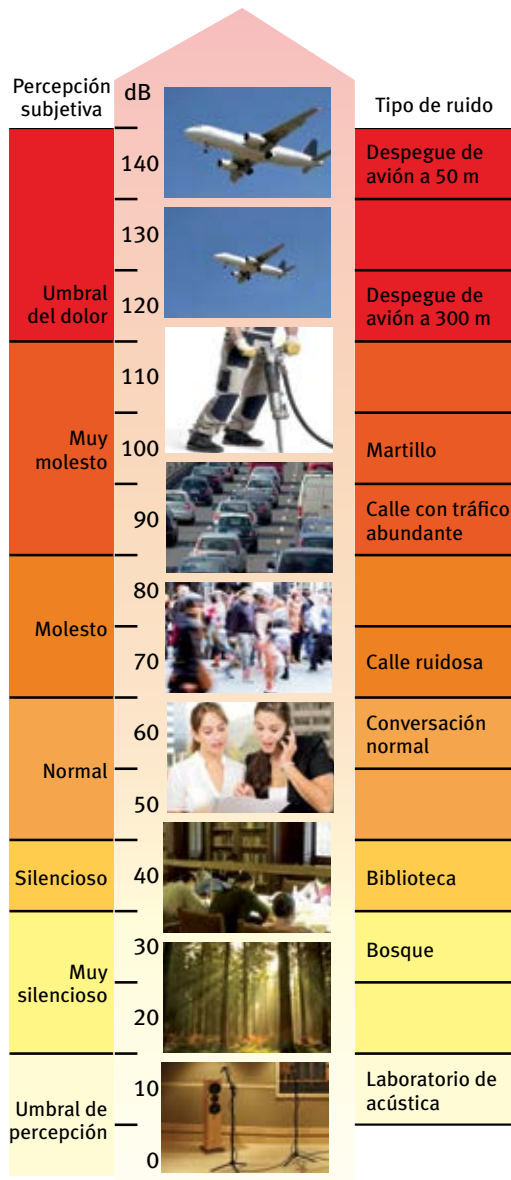 Percepción
subjetiva
dB
Tipo de ruido
140
Despegue de
avión a 50 m
130
Umbral
del dolor
120
Despegue de
avión a 300 m
110
Muy
molesto
100
Martillo
90
Calle con tráfico
abundante
80
Molesto
70
Calle ruidosa
60
Conversación
normal
Normal
50
Silencioso
40
Biblioteca
30
Bosque
Muy
silencioso
20
10
Laboratorio de
acústica
Umbral de
percepción
0